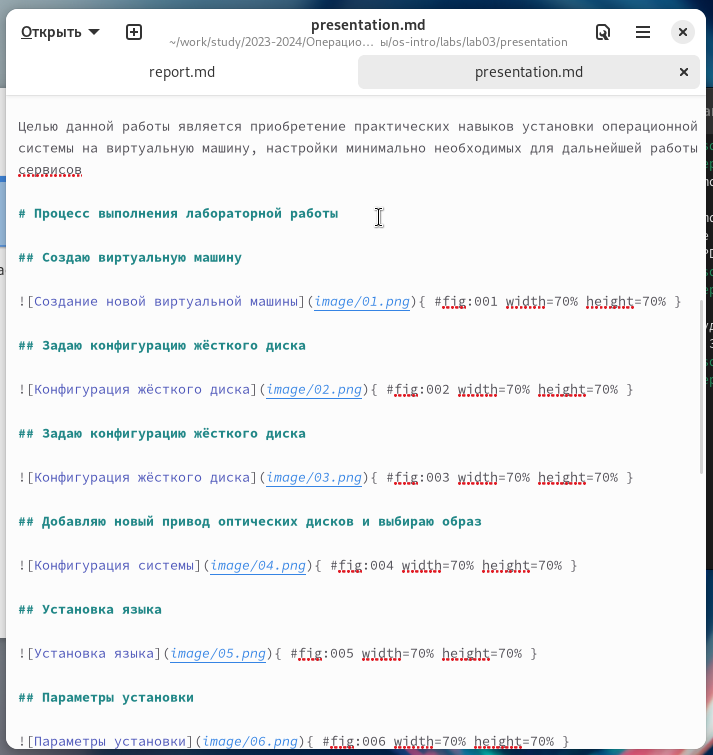 Открыть
presentation.md
~/work/study/2023-2024/Операцио… ы/os-intro/labs/lab03/presentation
report.md
presentation.md
Целью данной работы является приобретение практических навыков установки операционной
системы на виртуальную машину, настройки минимально необходимых для дальнейшей работы
сервисов
# Процесс выполнения лабораторной работы
## Создаю виртуальную машину
![Создание новой виртуальной машины](image/01.png){ #fig:001 width=70% height=70% }
## Задаю конфигурацию жёсткого диска
![Конфигурация жёсткого диска](image/02.png){ #fig:002 width=70% height=70% }
## Задаю конфигурацию жёсткого диска
![Конфигурация жёсткого диска](image/03.png){ #fig:003 width=70% height=70% }
## Добавляю новый привод оптических дисков и выбираю образ
![Конфигурация системы](image/04.png){ #fig:004 width=70% height=70% }
## Установка языка
![Установка языка](image/05.png){ #fig:005 width=70% height=70% }
## Параметры установки
![Параметры установки](image/06.png){ #fig:006 width=70% height=70% }